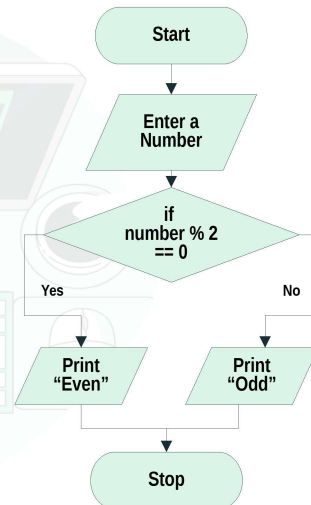 Start
Enter a
Number
if
number % 2
== 0
Yes
No
Print
“Even”
Print
“Odd”
Stop